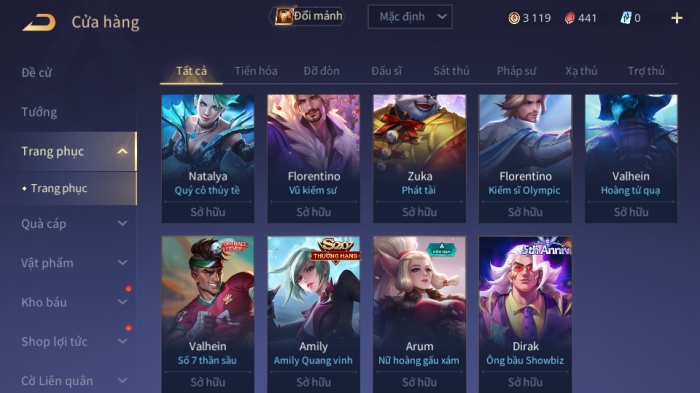 Cửa hàng
Đổi mảnh
Mặc định
3 119
441
0
Đề cử
Tướng
Trang phục
Trang phục
Quà cáp
Vật phẩm
Kho báu
Shop lợi tức
Cờ Liên quân
Tất cả
Tiến hóa
Đỡ đòn
Đấu sĩ
Sát thủ
Pháp sư
Xạ thủ
Trợ thủ
Natalya
Quý cô thủy tề
Sở hữu
Florentino
Vũ kiếm sư
Sở hữu
Zuka
Phát tài
Sở hữu
Florentino
Kiếm sĩ Olympic
Sở hữu
Valhein
Hoàng tử quạ
Sở hữu
Valhein
Số 7 thần sầu
Sở hữu
S20
THƯỞNG HẠNG
Amily
Amily Quang vinh
Sở hữu
Arum
Nữ hoàng gấu xám
Sở hữu
5th Anniv
Dirak
Ông bầu Showbiz
Sở hữu